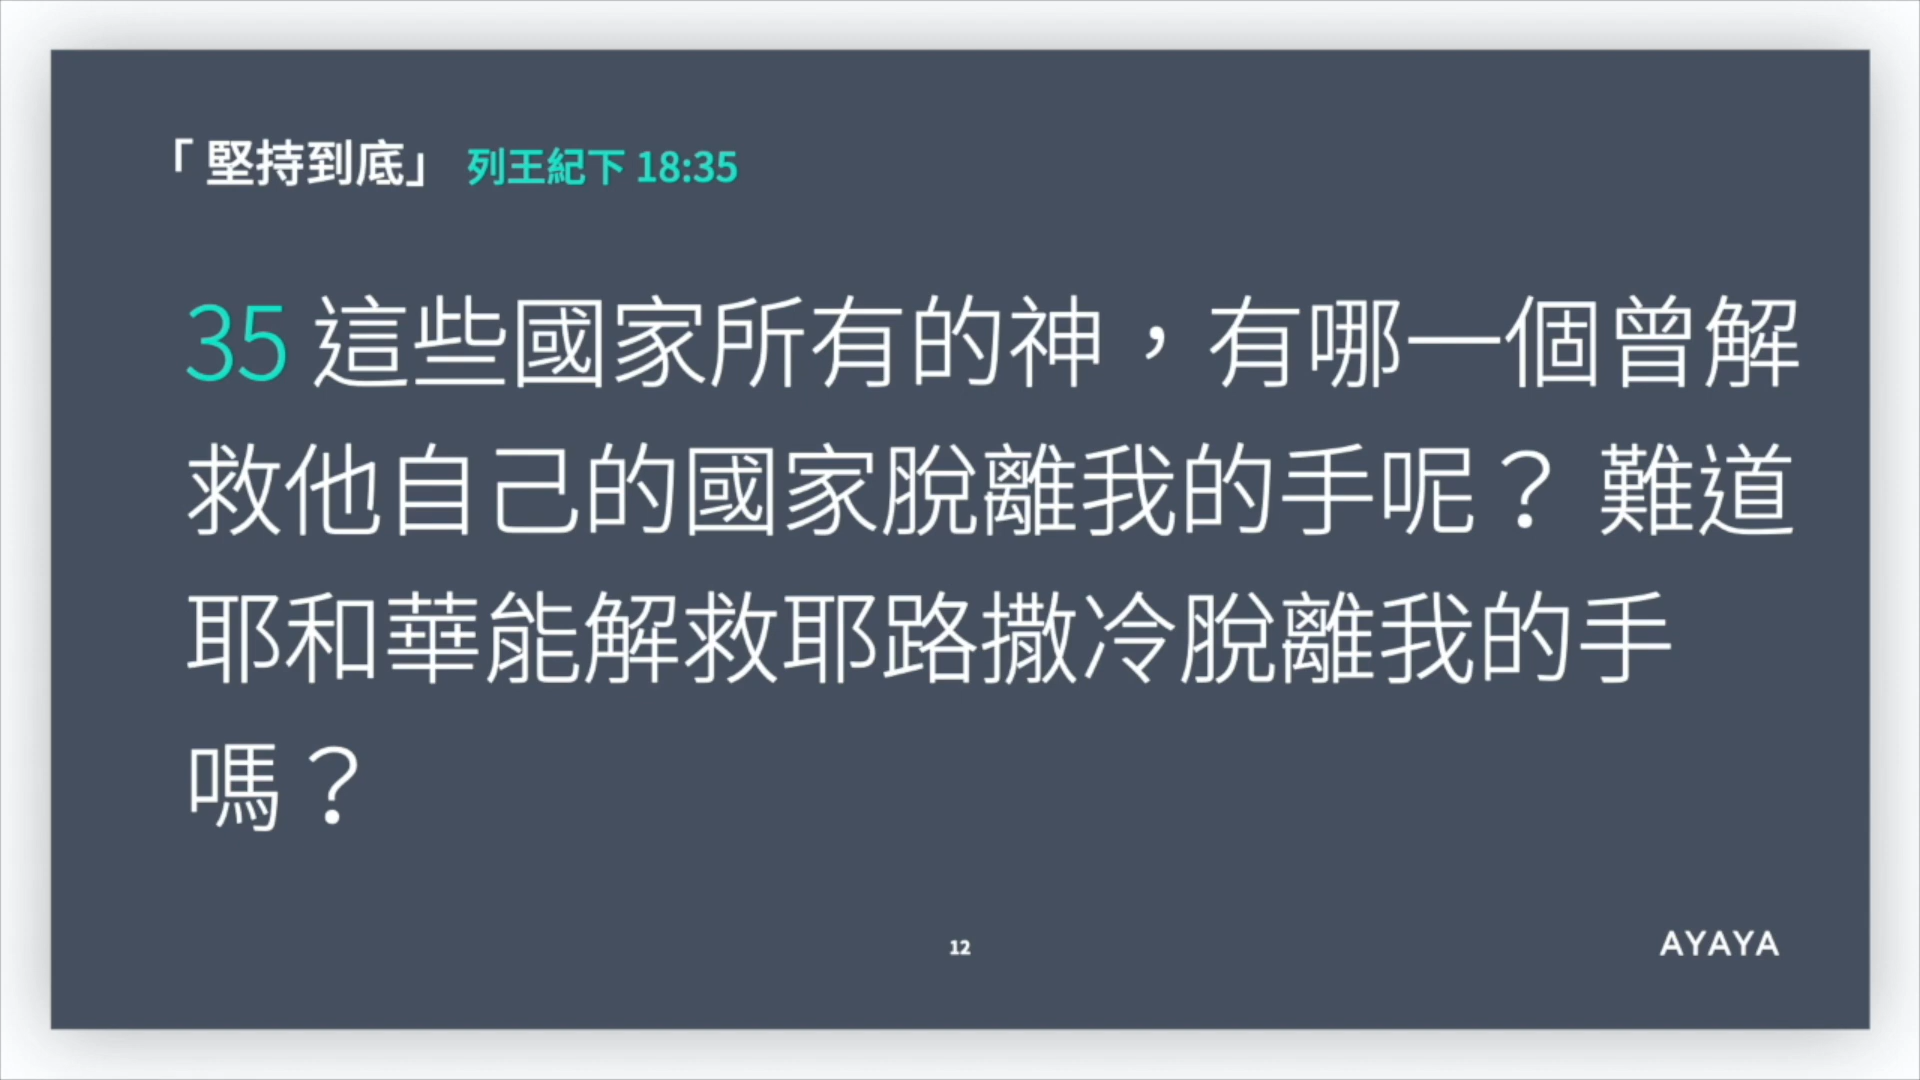 「 堅持到底」 列王紀下 18:35
35 這些國家所有的神，有哪一個曾解
救他自己的國家脫離我的手呢？ 難道
耶和華能解救耶路撒冷脫離我的手
嗎？
12
AYAYA